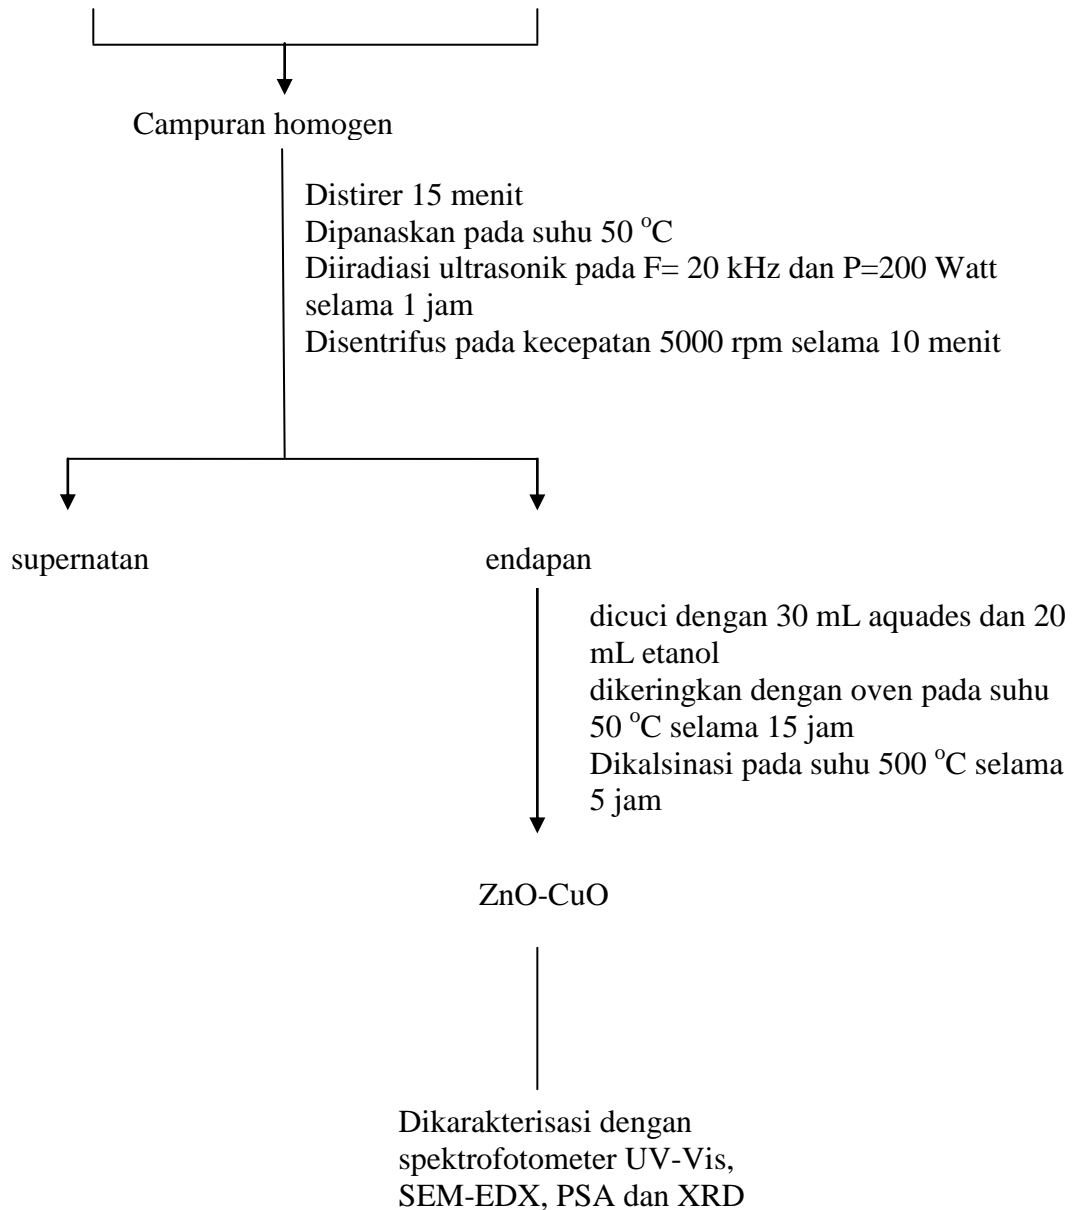 Campuran homogen
Distirer 15 menit
Dipanaskan pada suhu 50 °C
Diiradiasi ultrasonik pada F= 20 kHz dan P=200 Watt
selama 1 jam
Disentrifus pada kecepatan 5000 rpm selama 10 menit
supernatan
endapan
dicuci dengan 30 mL aquades dan 20
mL etanol
dikeringkan dengan oven pada suhu
50 °C selama 15 jam
Dikalsinasi pada suhu 500 °C selama
5 jam
ZnO-CuO
Dikarakterisasi dengan
spektrofotometer UV-Vis,
SEM-EDX, PSA dan XRD